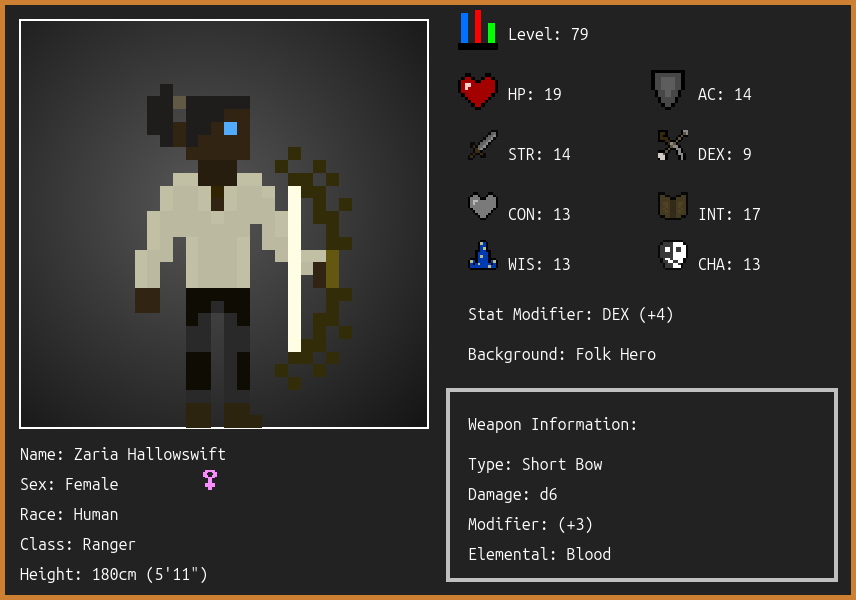 Level: 79
HP: 19
AC: 14
STR: 14
DEX: 9
CON: 13
INT: 17
WIS: 13
CHA: 13
Stat Modifier: DEX (+4)
Background: Folk Hero
Weapon Information:
Type: Short Bow
Damage: d6
Modifier: (+3)
Elemental: Blood
Name: Zaria Hallowswift
Sex: Female
Race: Human
Class: Ranger
Height: 180cm (5'11")